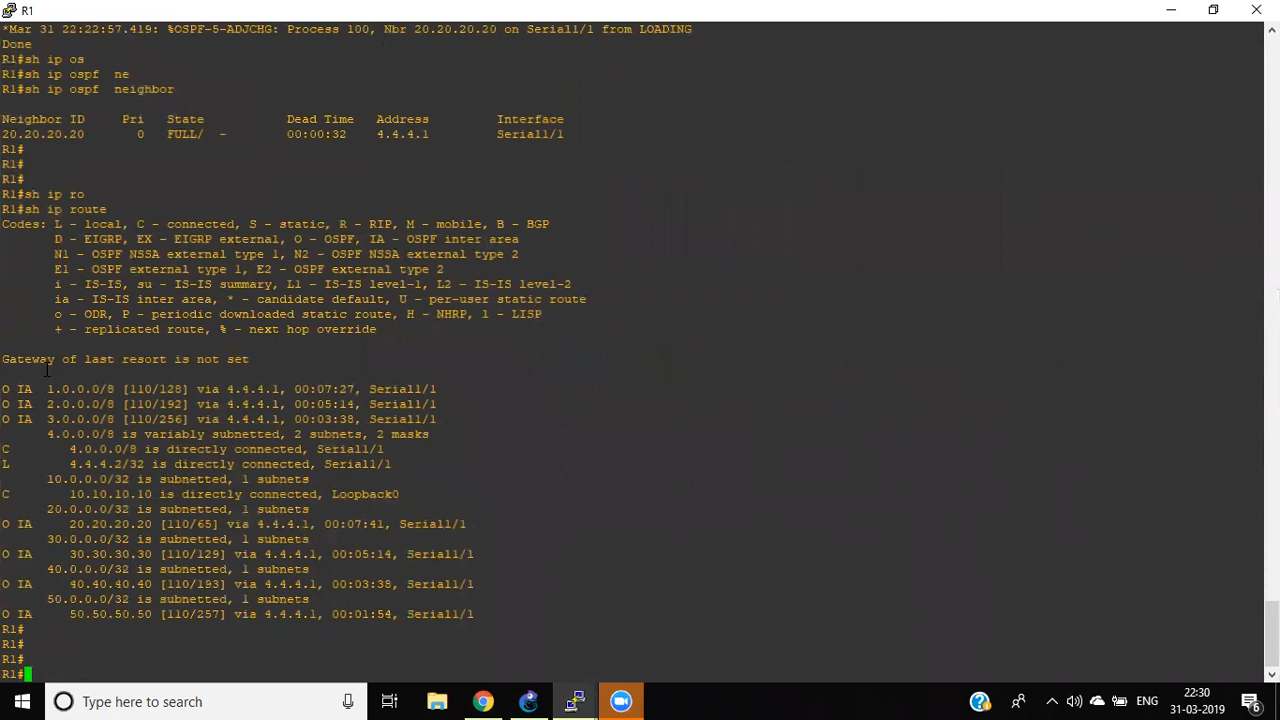 R1
*Mar 31 22:22:57.419: %OSPF-5-ADJCHG: Process 100, Nbr 20.20.20.20 on Serial1/1 from LOADING
Done
R1#sh ip os
R1#sh ip ospf  ne
R1#sh ip ospf  neighbor
Neighbor ID     Pri   State           Dead Time   Address         Interface
20.20.20.20       0   FULL/  -        00:00:32    4.4.4.1         Serial1/1
R1#
R1#
R1#
R1#sh ip ro
R1#sh ip route
Codes: L - local, C - connected, S - static, R - RIP, M - mobile, B - BGP
       D - EIGRP, EX - EIGRP external, O - OSPF, IA - OSPF inter area
       N1 - OSPF NSSA external type 1, N2 - OSPF NSSA external type 2
       E1 - OSPF external type 1, E2 - OSPF external type 2
       i - IS-IS, su - IS-IS summary, L1 - IS-IS level-1, L2 - IS-IS level-2
       ia - IS-IS inter area, * - candidate default, U - per-user static route
       o - ODR, P - periodic downloaded static route, H - NHRP, l - LISP
       + - replicated route, % - next hop override
Gateway of last resort is not set
O IA  1.0.0.0/8 [110/128] via 4.4.4.1, 00:07:27, Serial1/1
O IA  2.0.0.0/8 [110/192] via 4.4.4.1, 00:05:14, Serial1/1
O IA  3.0.0.0/8 [110/256] via 4.4.4.1, 00:03:38, Serial1/1
      4.0.0.0/8 is variably subnetted, 2 subnets, 2 masks
C        4.0.0.0/8 is directly connected, Serial1/1
L        4.4.4.2/32 is directly connected, Serial1/1
      10.0.0.0/32 is subnetted, 1 subnets
C        10.10.10.10 is directly connected, Loopback0
      20.0.0.0/32 is subnetted, 1 subnets
O IA     20.20.20.20 [110/65] via 4.4.4.1, 00:07:41, Serial1/1
      30.0.0.0/32 is subnetted, 1 subnets
O IA     30.30.30.30 [110/129] via 4.4.4.1, 00:05:14, Serial1/1
      40.0.0.0/32 is subnetted, 1 subnets
O IA     40.40.40.40 [110/193] via 4.4.4.1, 00:03:38, Serial1/1
      50.0.0.0/32 is subnetted, 1 subnets
O IA     50.50.50.50 [110/257] via 4.4.4.1, 00:01:54, Serial1/1
R1#
R1#
R1#
R1#
Type here to search
ENG
22:30
31-03-2019
6